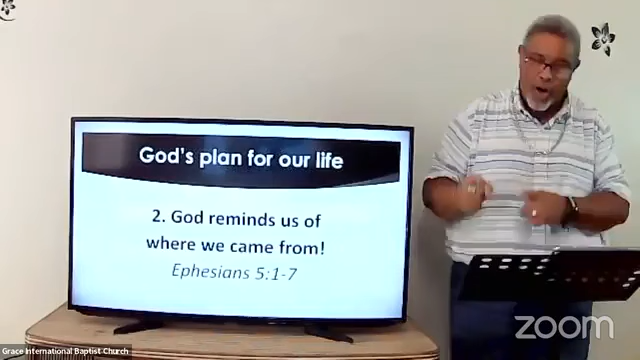 God's plan for our life
2. God reminds us of
where we came from!
Ephesians 5:1-7
Grace International Baptist Church
zoom